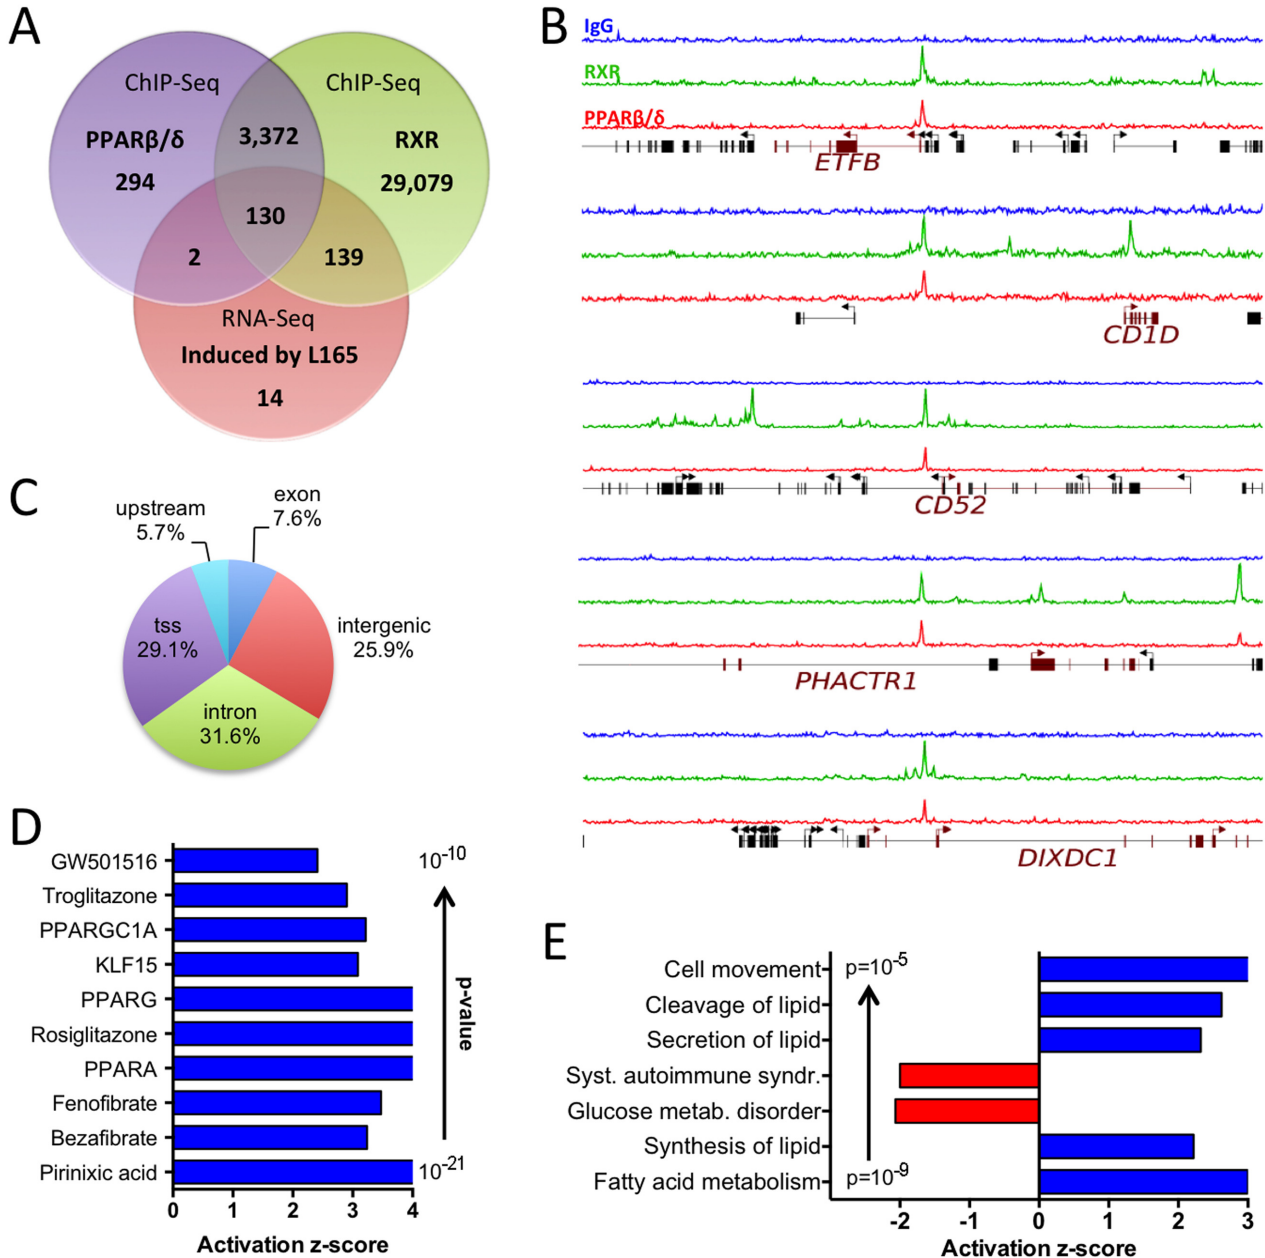 A
ChIP-Seq
ChIP-Seq
PPARβ/δ
3,372
RXR
294
29,079
130
2
139
RNA-Seq
Induced by L165
14
B
IgG
RXR
PPARβ/δ
ETFB
CD1D
CD52
PHACTR1
DIXDC1
C
upstream
5.7%
exon
7.6%
tss
29.1%
intergenic
25.9%
intron
31.6%
D
GW501516
Troglitazone
PPARGC1A
KLF15
PPARG
Rosiglitazone
PPARA
Fenofibrate
Bezafibrate
Pirinixic acid
10-10
p-value
10-21
0 1 2 3 4
Activation z-score
E
Cell movement
Cleavage of lipid
Secretion of lipid
Syst. autoimmune syndr.
Glucose metab. disorder
Synthesis of lipid
Fatty acid metabolism
p=10-5
p=10-9
-2 -1 0 1 2 3
Activation z-score